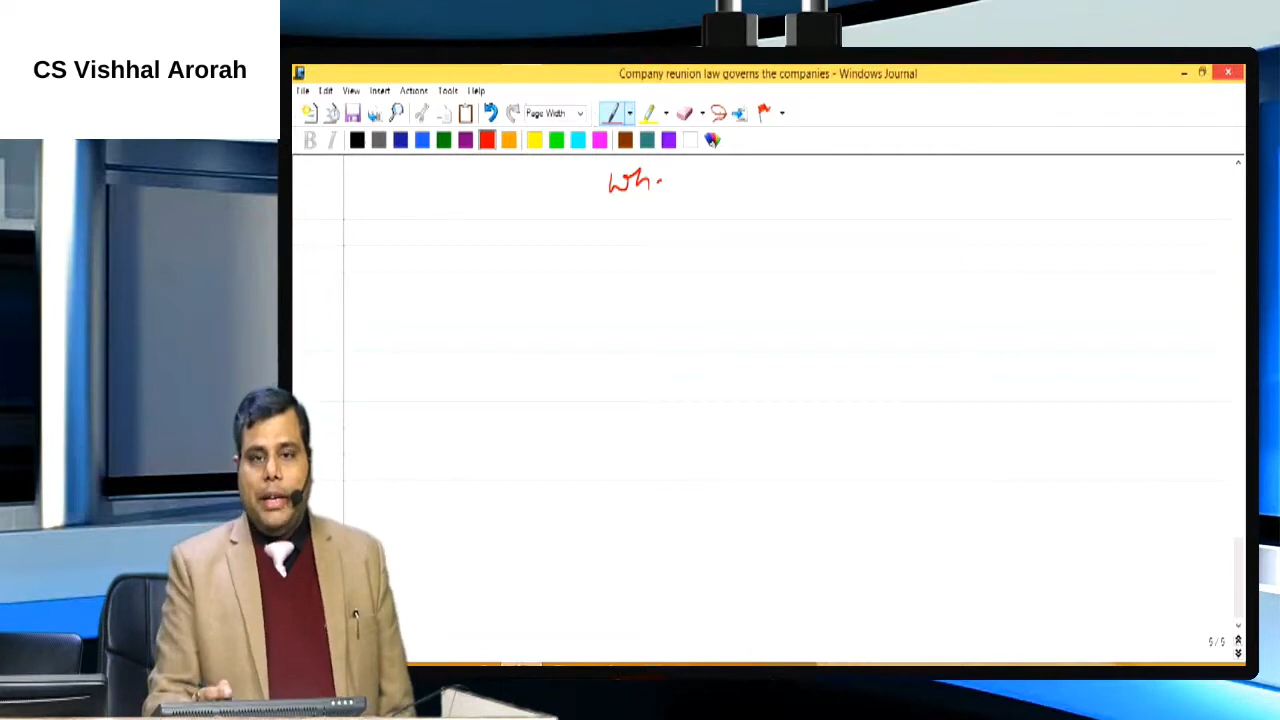 CS Vishhal Arorah
Company reunion law governs the companies - Windows Journal
File Edit View Insert Actions Tools Help
Page Width
B I
Wh.
5 / 5